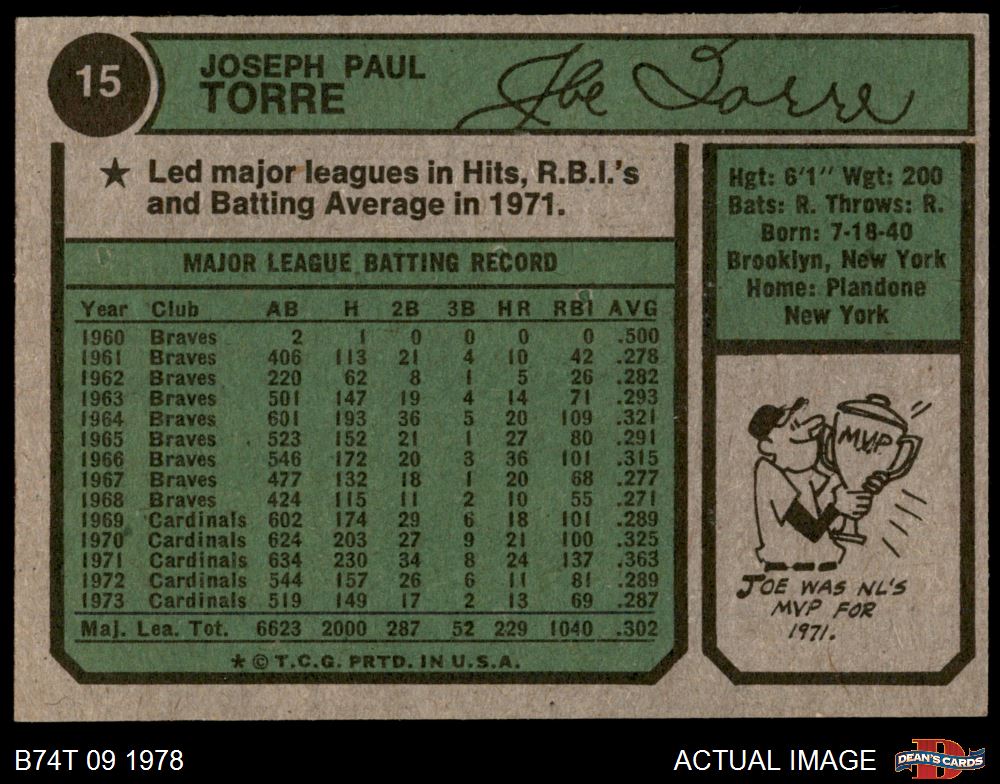 15
JOSEPH PAUL
TORRE
Joe Torre
★ Led major leagues in Hits, R.B.I.'s
and Batting Average in 1971.
MAJOR LEAGUE BATTING RECORD
Year Club AB H 2B 3B HR RBI AVG
1960 Braves 2 1 0 0 0 0 .500
1961 Braves 406 113 21 4 10 42 .278
1962 Braves 220 62 8 1 5 26 .282
1963 Braves 501 147 19 4 14 71 .293
1964 Braves 601 193 36 5 20 109 .321
1965 Braves 523 152 21 1 27 80 .291
1966 Braves 546 172 20 3 36 101 .315
1967 Braves 477 132 18 1 20 68 .277
1968 Braves 424 115 11 2 10 55 .271
1969 Cardinals 602 174 29 6 18 101 .289
1970 Cardinals 624 203 27 9 21 100 .325
1971 Cardinals 634 230 34 8 24 137 .363
1972 Cardinals 544 157 26 6 11 81 .289
1973 Cardinals 519 149 17 2 13 69 .287
Maj. Lea. Tot. 6623 2000 287 52 229 1040 .302
★ © T.C.G. PRTD. IN U.S.A.
Hgt: 6'1" Wgt: 200
Bats: R. Throws: R.
Born: 7-18-40
Brooklyn, New York
Home: Plandone
New York
M.V.P.
JOE WAS NL'S
MVP FOR
1971.
B74T 09 1978
ACTUAL IMAGE
D
DEAN'S CARDS